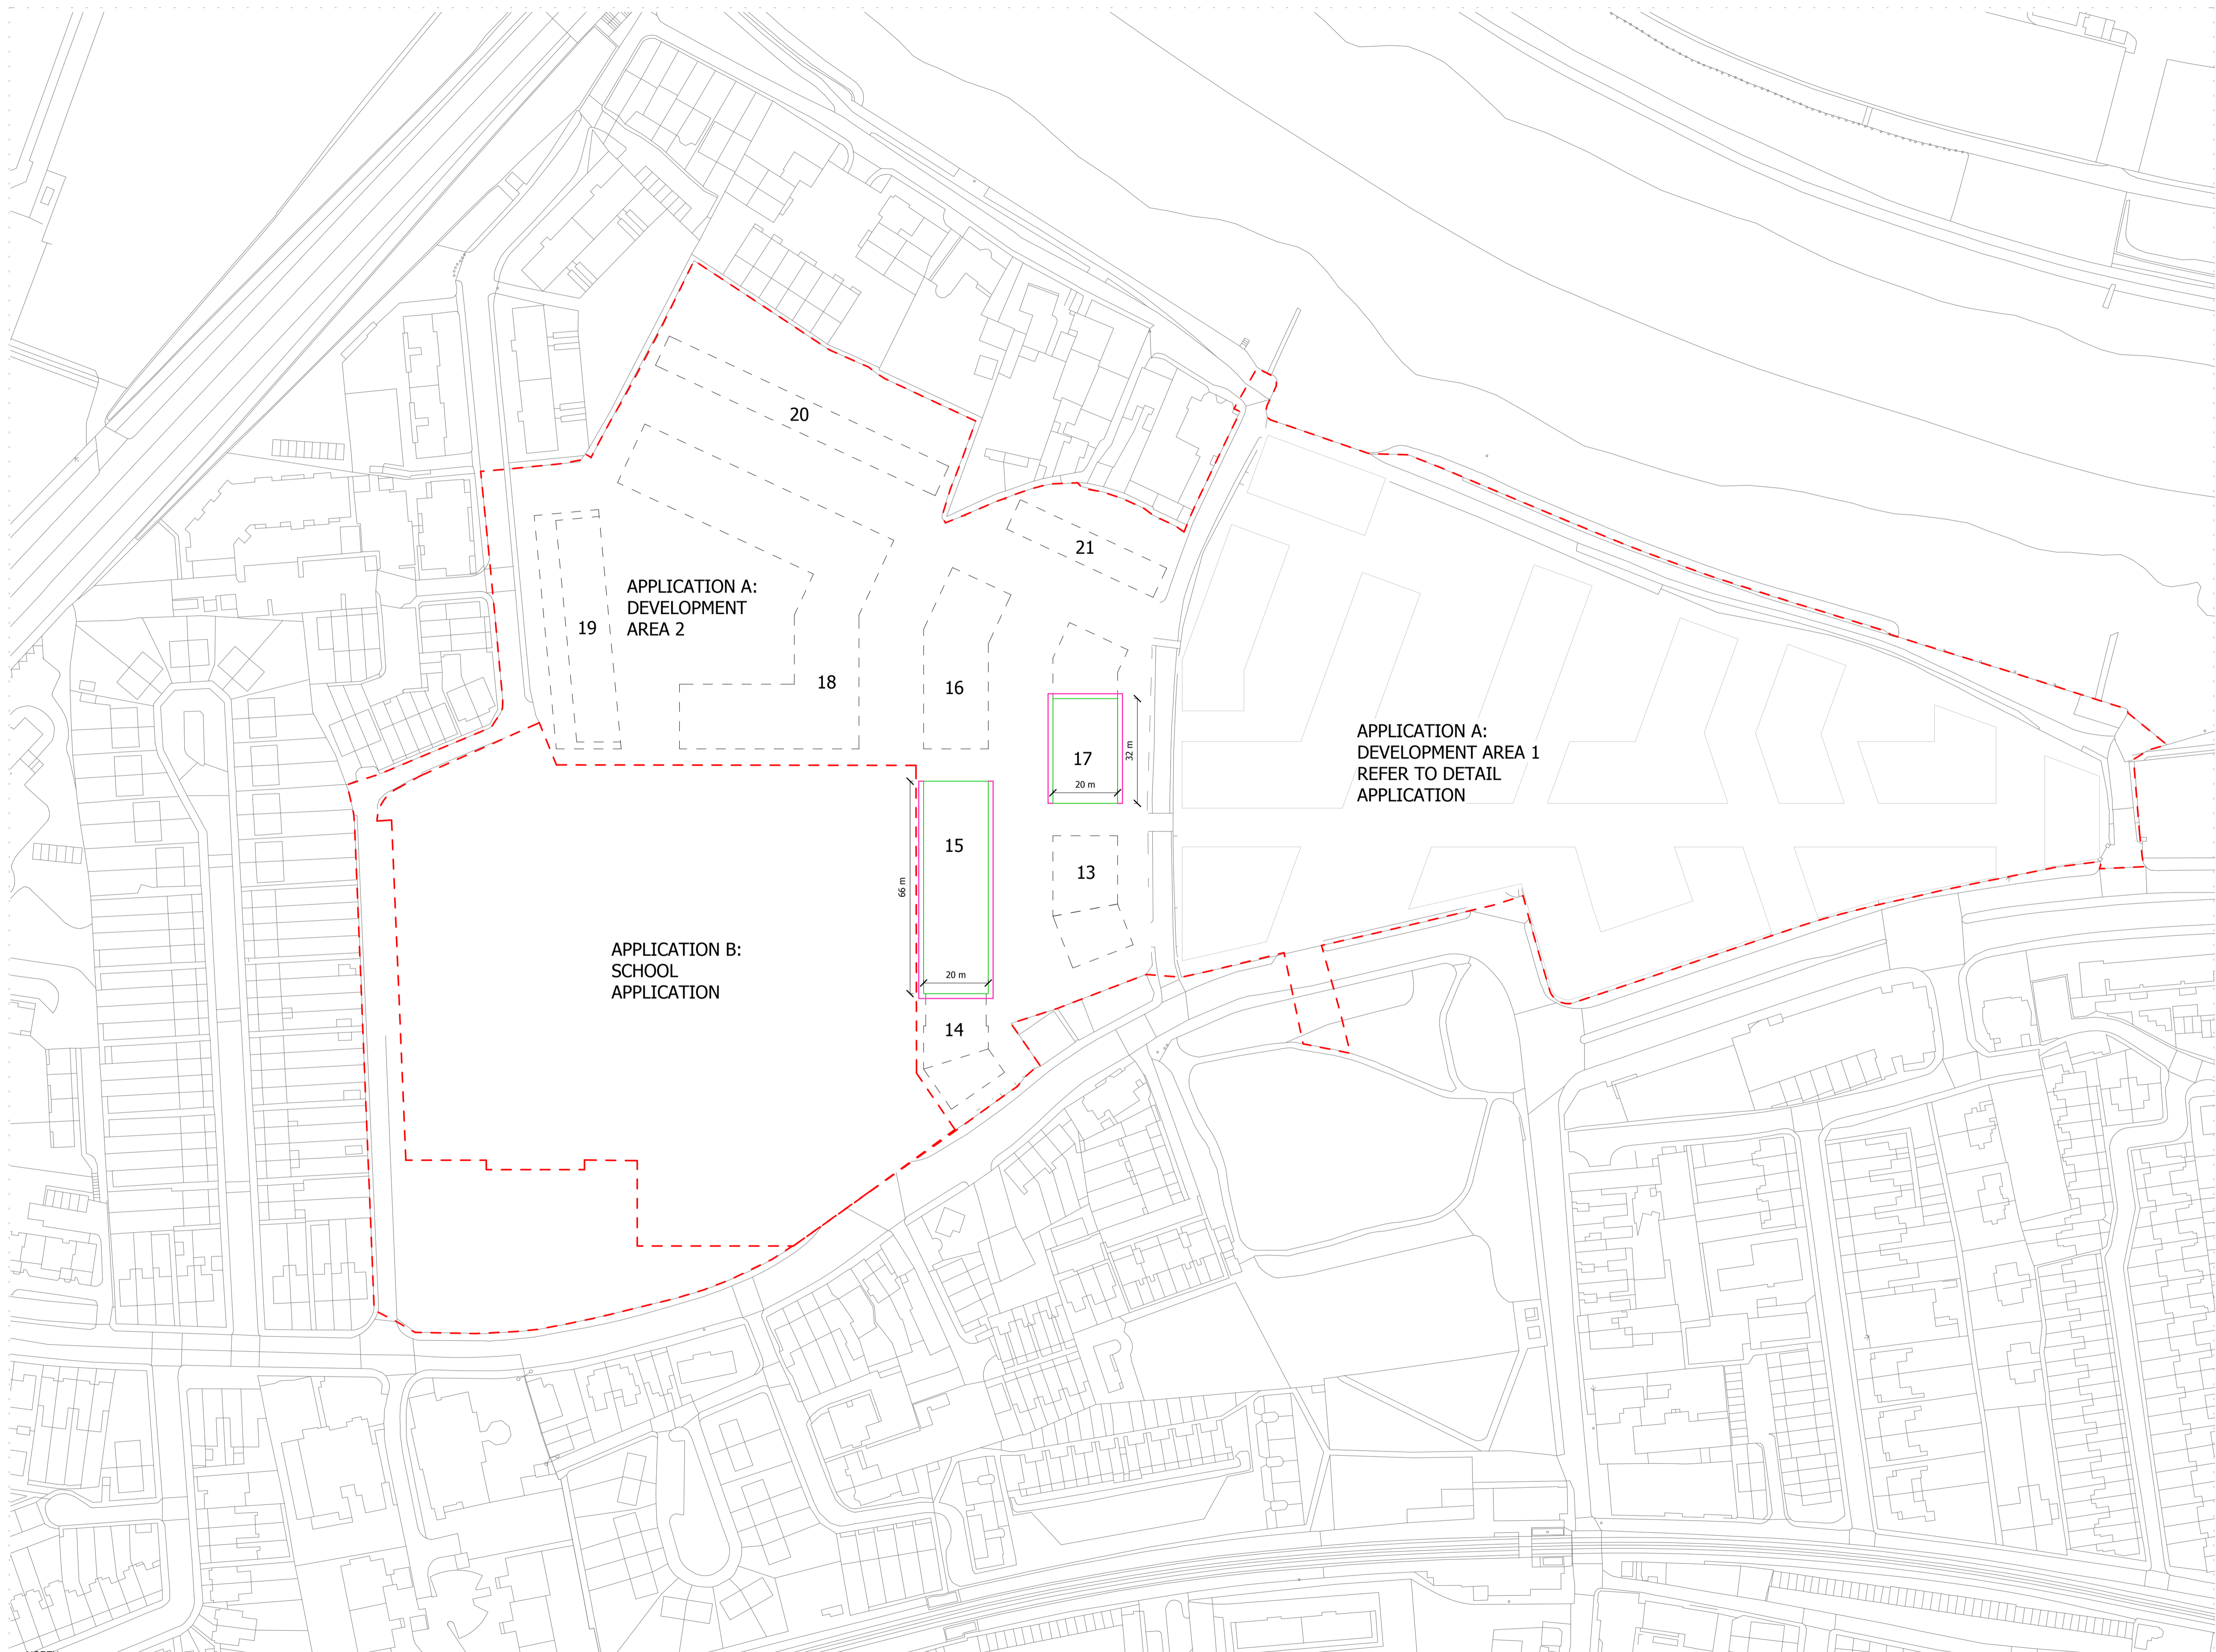 20
21
APPLICATION A:
DEVELOPMENT
AREA 2
19
18
16
17
32 m
20 m
APPLICATION A:
DEVELOPMENT AREA 1
REFER TO DETAIL
APPLICATION
15
66 m
20 m
13
APPLICATION B:
SCHOOL
APPLICATION
14